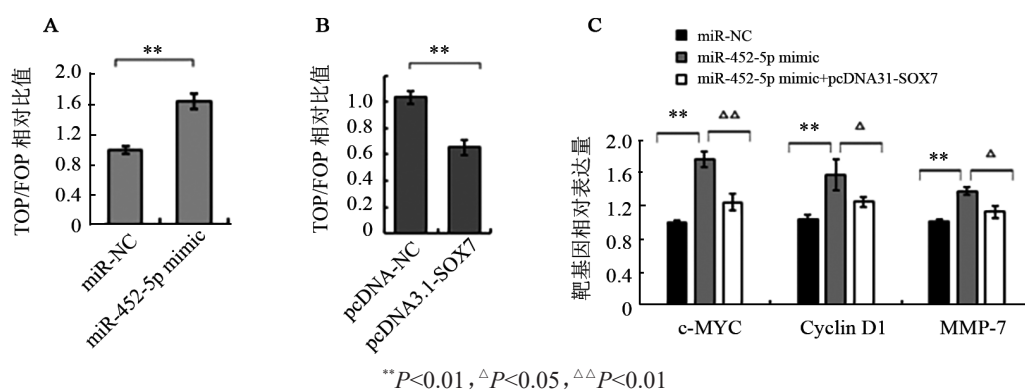 A
**
TOP/FOP 相对比值
2.0
1.6
1.2
0.8
0.4
0
miR-NC
miR-452-5p mimic
B
**
TOP/FOP 相对比值
1.2
1.0
0.8
0.6
0.4
0.2
0
pcDNA-NC
pcDNA3.1-SOX7
C
miR-NC
miR-452-5p mimic
miR-452-5p mimic+pcDNA31-SOX7
** △△
** △
** △
靶基因相对表达量
2.0
1.6
1.2
0.8
0.4
0
c-MYC Cyclin D1 MMP-7
**P<0.01，△P<0.05，△△P<0.01